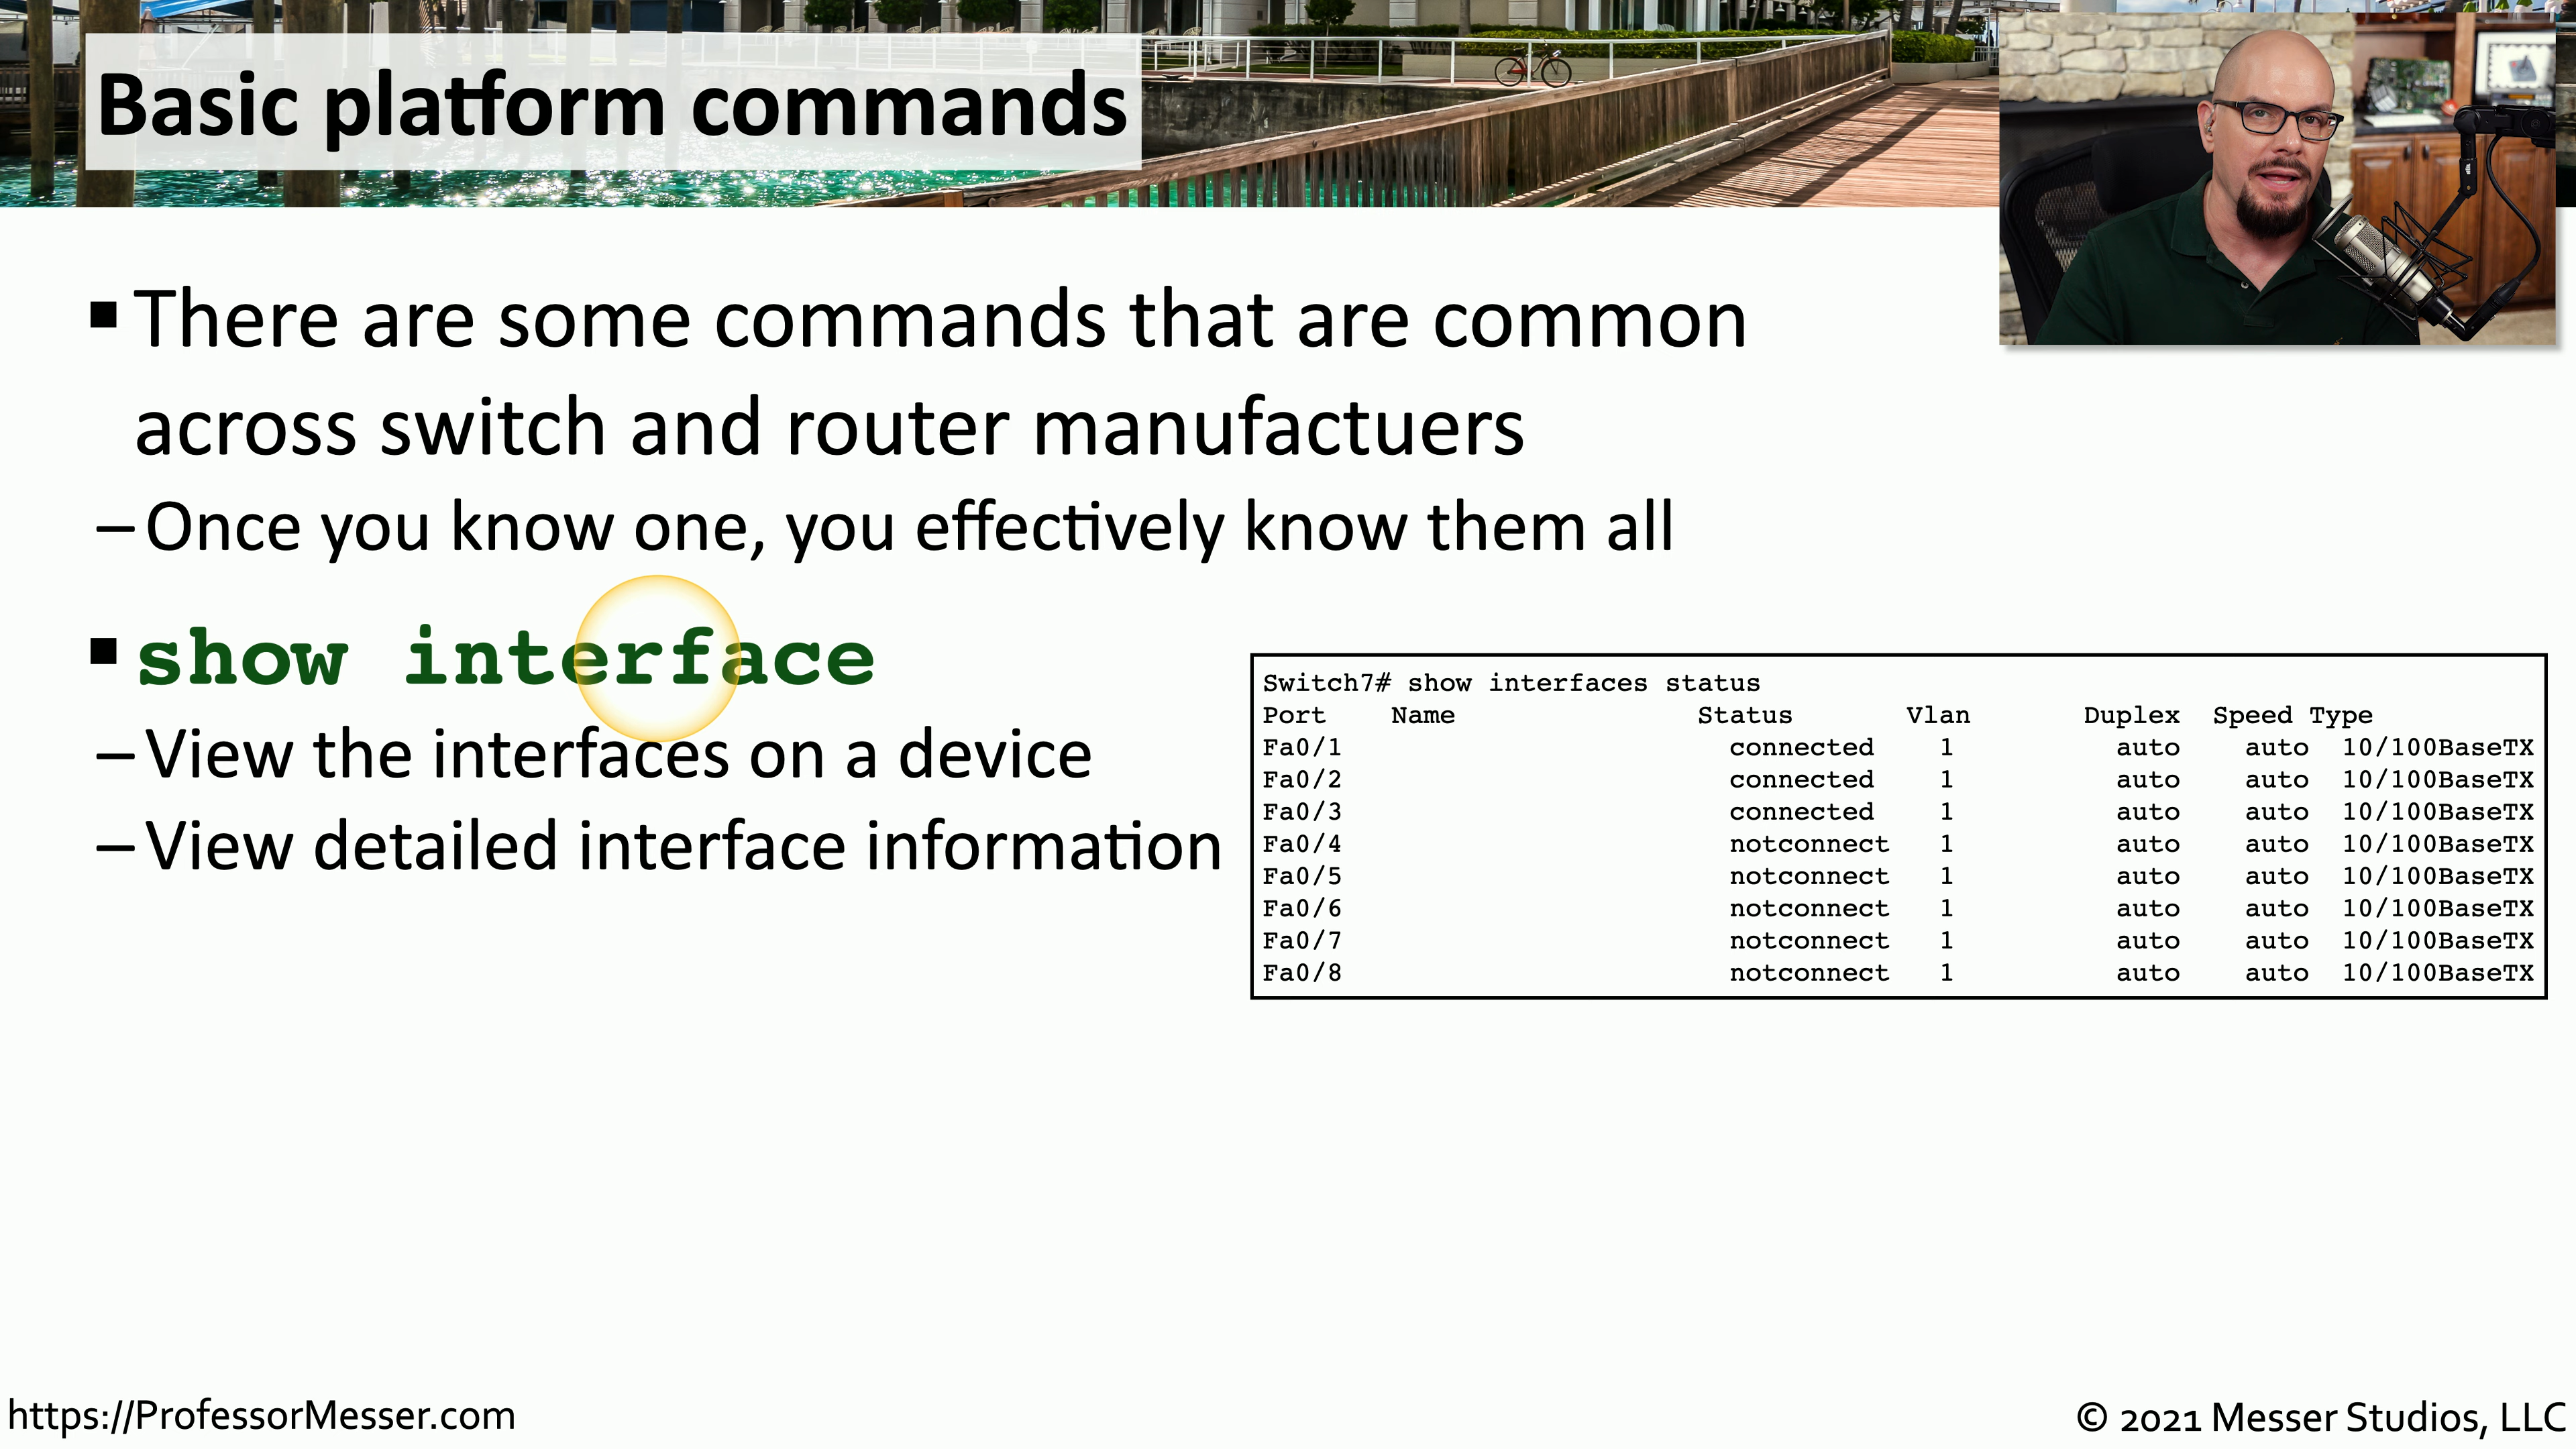 Basic platform commands
▪ There are some commands that are common
across switch and router manufactuers
– Once you know one, you effectively know them all
▪ show interface
– View the interfaces on a device
– View detailed interface information
Switch7# show interfaces status
Port Name Status Vlan Duplex Speed Type
Fa0/1 connected 1 auto auto 10/100BaseTX
Fa0/2 connected 1 auto auto 10/100BaseTX
Fa0/3 connected 1 auto auto 10/100BaseTX
Fa0/4 notconnect 1 auto auto 10/100BaseTX
Fa0/5 notconnect 1 auto auto 10/100BaseTX
Fa0/6 notconnect 1 auto auto 10/100BaseTX
Fa0/7 notconnect 1 auto auto 10/100BaseTX
Fa0/8 notconnect 1 auto auto 10/100BaseTX
https://ProfessorMesser.com
© 2021 Messer Studios, LLC